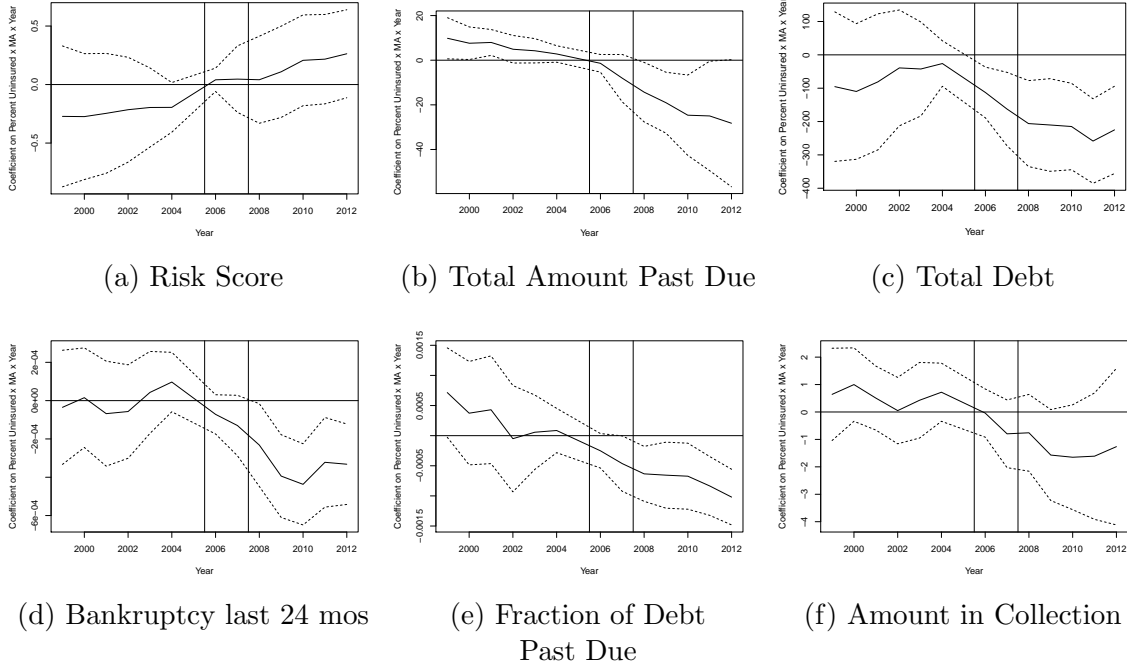 Coefficient on Percent Uninsured x MA x Year
0.5
0.0
-0.5
2000 2002 2004 2006 2008 2010 2012
Year
(a) Risk Score
Coefficient on Percent Uninsured x MA x Year
20
0
-20
-40
2000 2002 2004 2006 2008 2010 2012
Year
(b) Total Amount Past Due
Coefficient on Percent Uninsured x MA x Year
100
0
-100
-200
-300
-400
2000 2002 2004 2006 2008 2010 2012
Year
(c) Total Debt
Coefficient on Percent Uninsured x MA x Year
2e-04
0e+00
-2e-04
-6e-04
2000 2002 2004 2006 2008 2010 2012
Year
(d) Bankruptcy last 24 mos
Coefficient on Percent Uninsured x MA x Year
0.0015
0.0005
-0.0005
-0.0015
2000 2002 2004 2006 2008 2010 2012
Year
(e) Fraction of Debt
Past Due
Coefficient on Percent Uninsured x MA x Year
2
1
0
-1
-2
-3
-4
2000 2002 2004 2006 2008 2010 2012
Year
(f) Amount in Collection